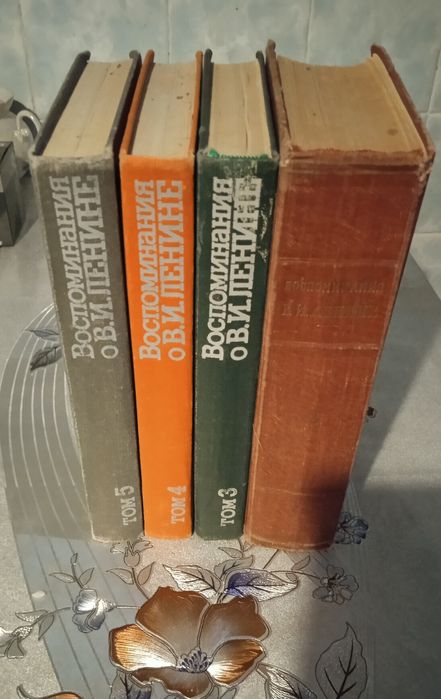 Воспоминания
о В.И.ЛЕНИНЕ
ТОМ 5
Воспоминания
о В.И.ЛЕНИНЕ
ТОМ 4
Воспоминания
о В.И.ЛЕНИНЕ
ТОМ 3